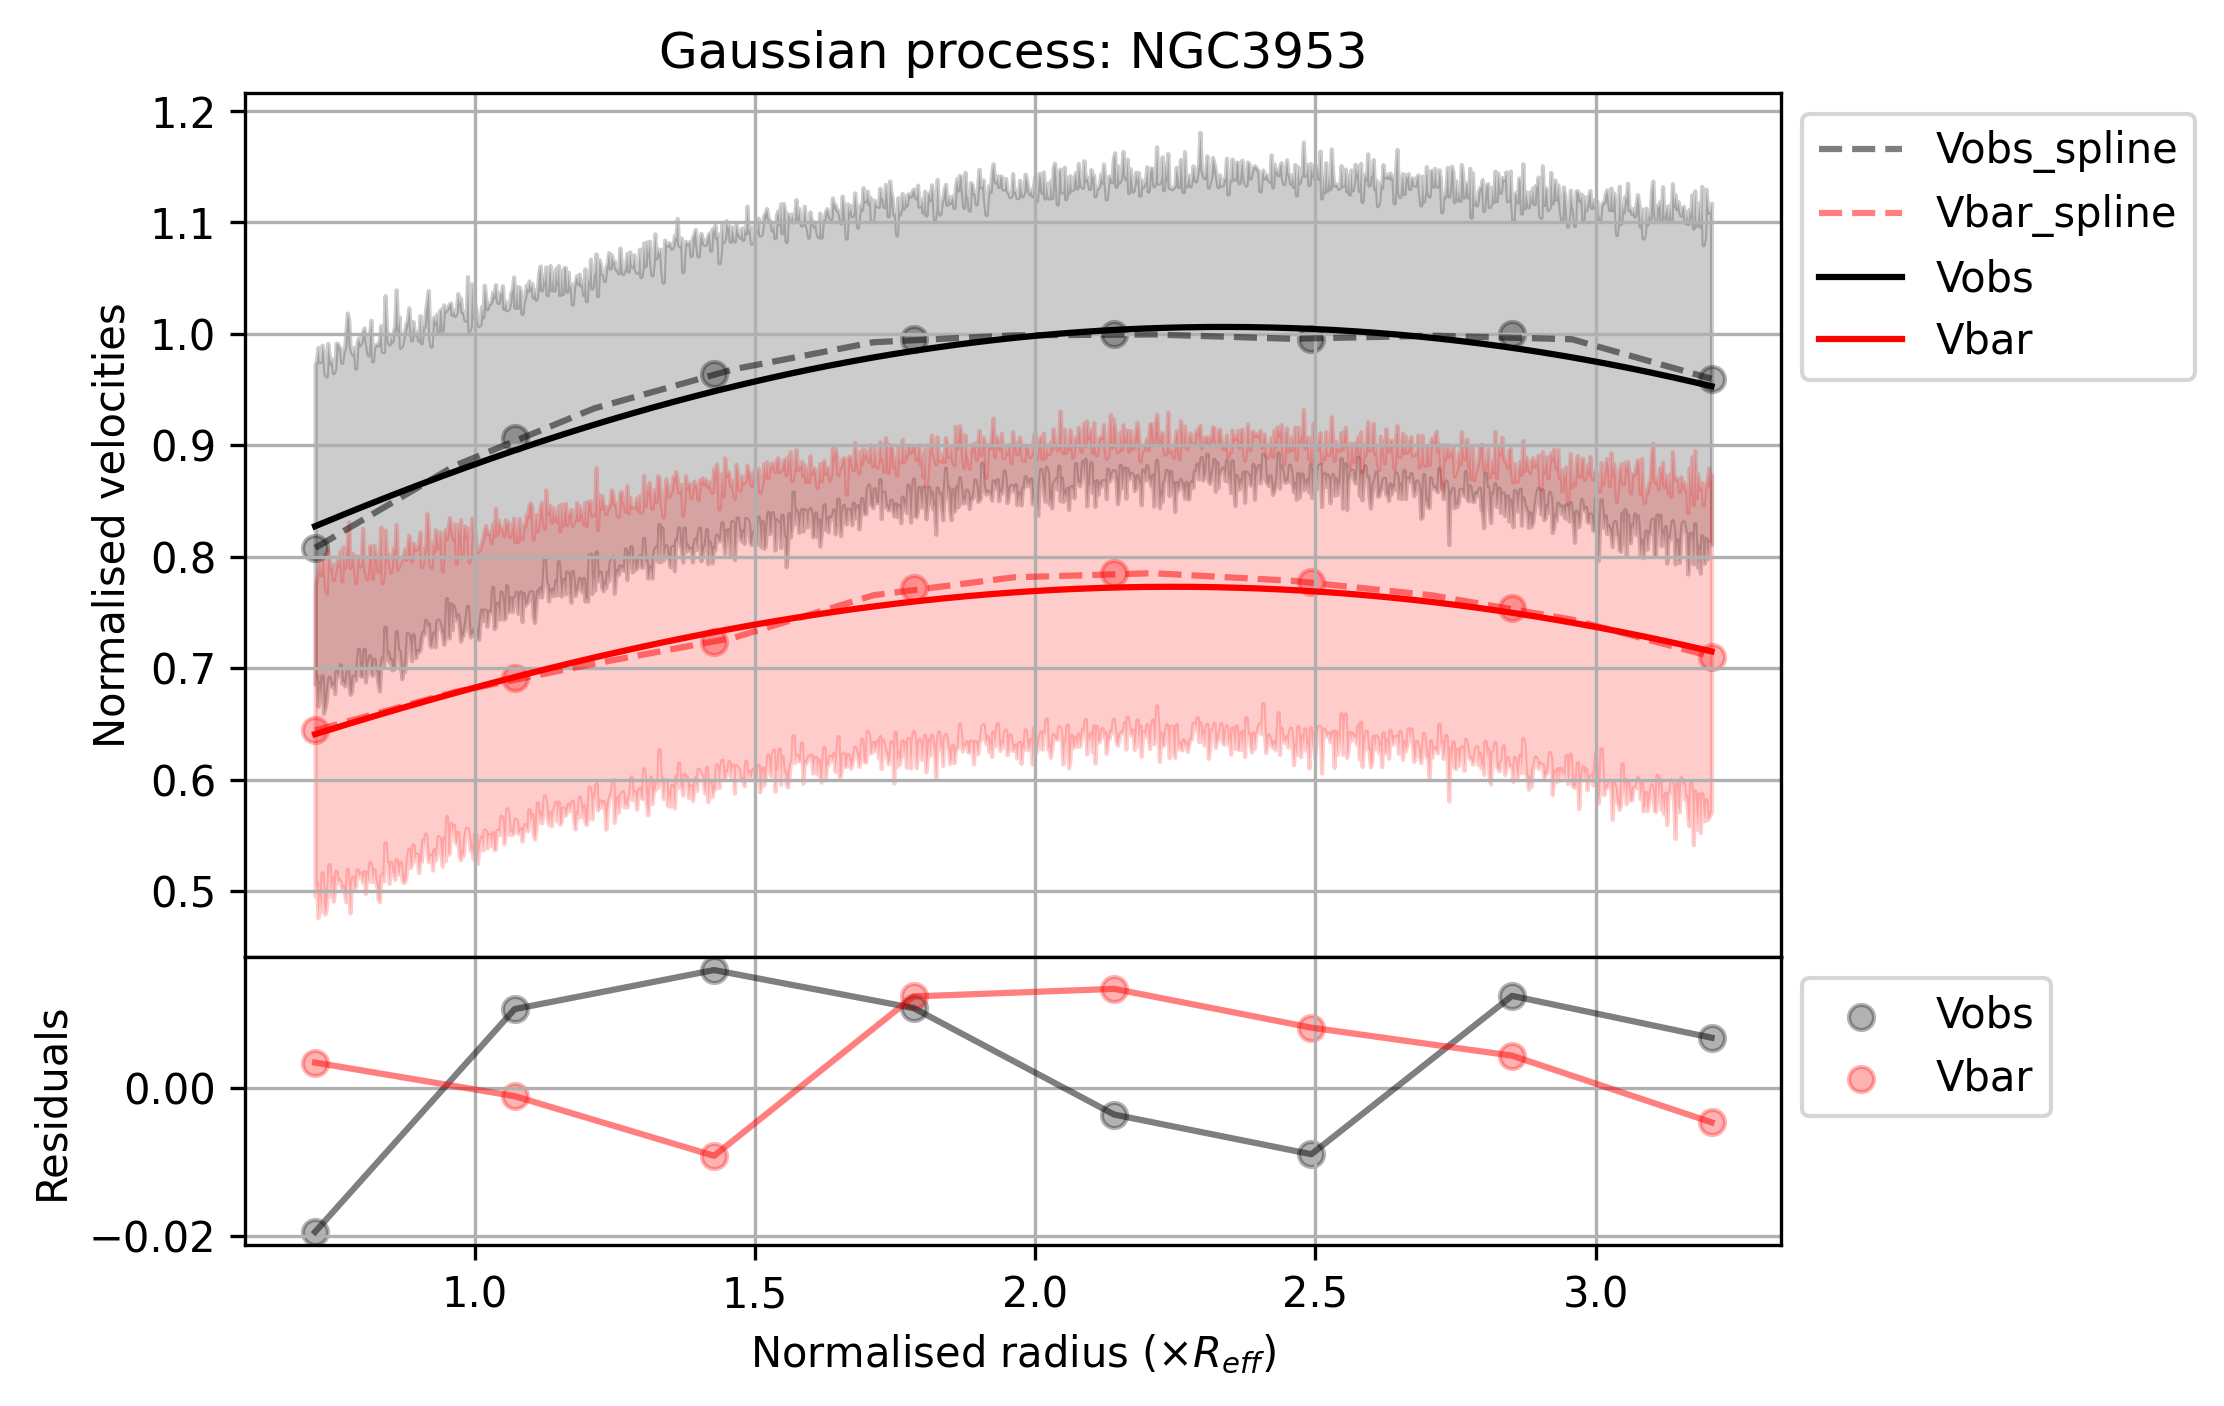 Gaussian process: NGC3953
1.2
1.1
1.0
0.9
0.8
0.7
0.6
0.5
Normalised velocities
Vobs_spline
Vbar_spline
Vobs
Vbar
0.00
−0.02
Residuals
Vobs
Vbar
1.0 1.5 2.0 2.5 3.0
Normalised radius (×R_eff)